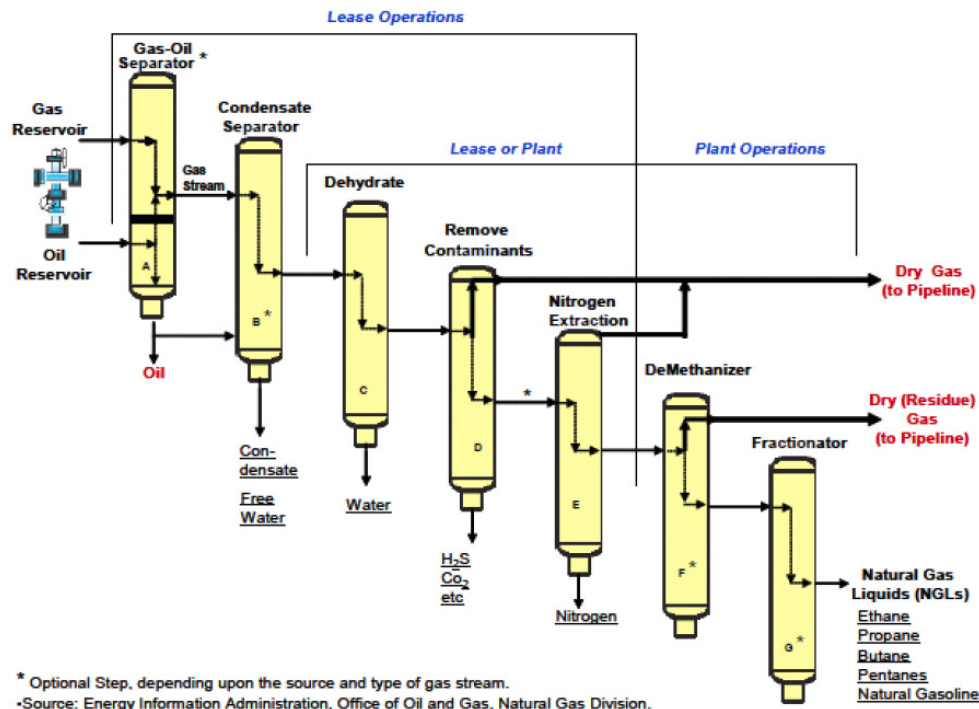 Lease Operations
Gas-Oil
Separator *
Gas
Reservoir
Condensate
Separator
Lease or Plant
Plant Operations
Gas
Stream
Dehydrate
Remove
Contaminants
Oil
Reservoir
A
Dry Gas
(to Pipeline)
Nitrogen
Extraction
B *
Oil
DeMethanizer
C
*
Dry (Residue)
Gas
(to Pipeline)
Fractionator
D
Con-
densate
Free
Water
Water
E
H2S
Co2
etc
F *
Natural Gas
Liquids (NGLs)
Nitrogen
Ethane
Propane
Butane
Pentanes
Natural Gasoline
G *
* Optional Step, depending upon the source and type of gas stream.
•Source: Energy Information Administration, Office of Oil and Gas, Natural Gas Division.